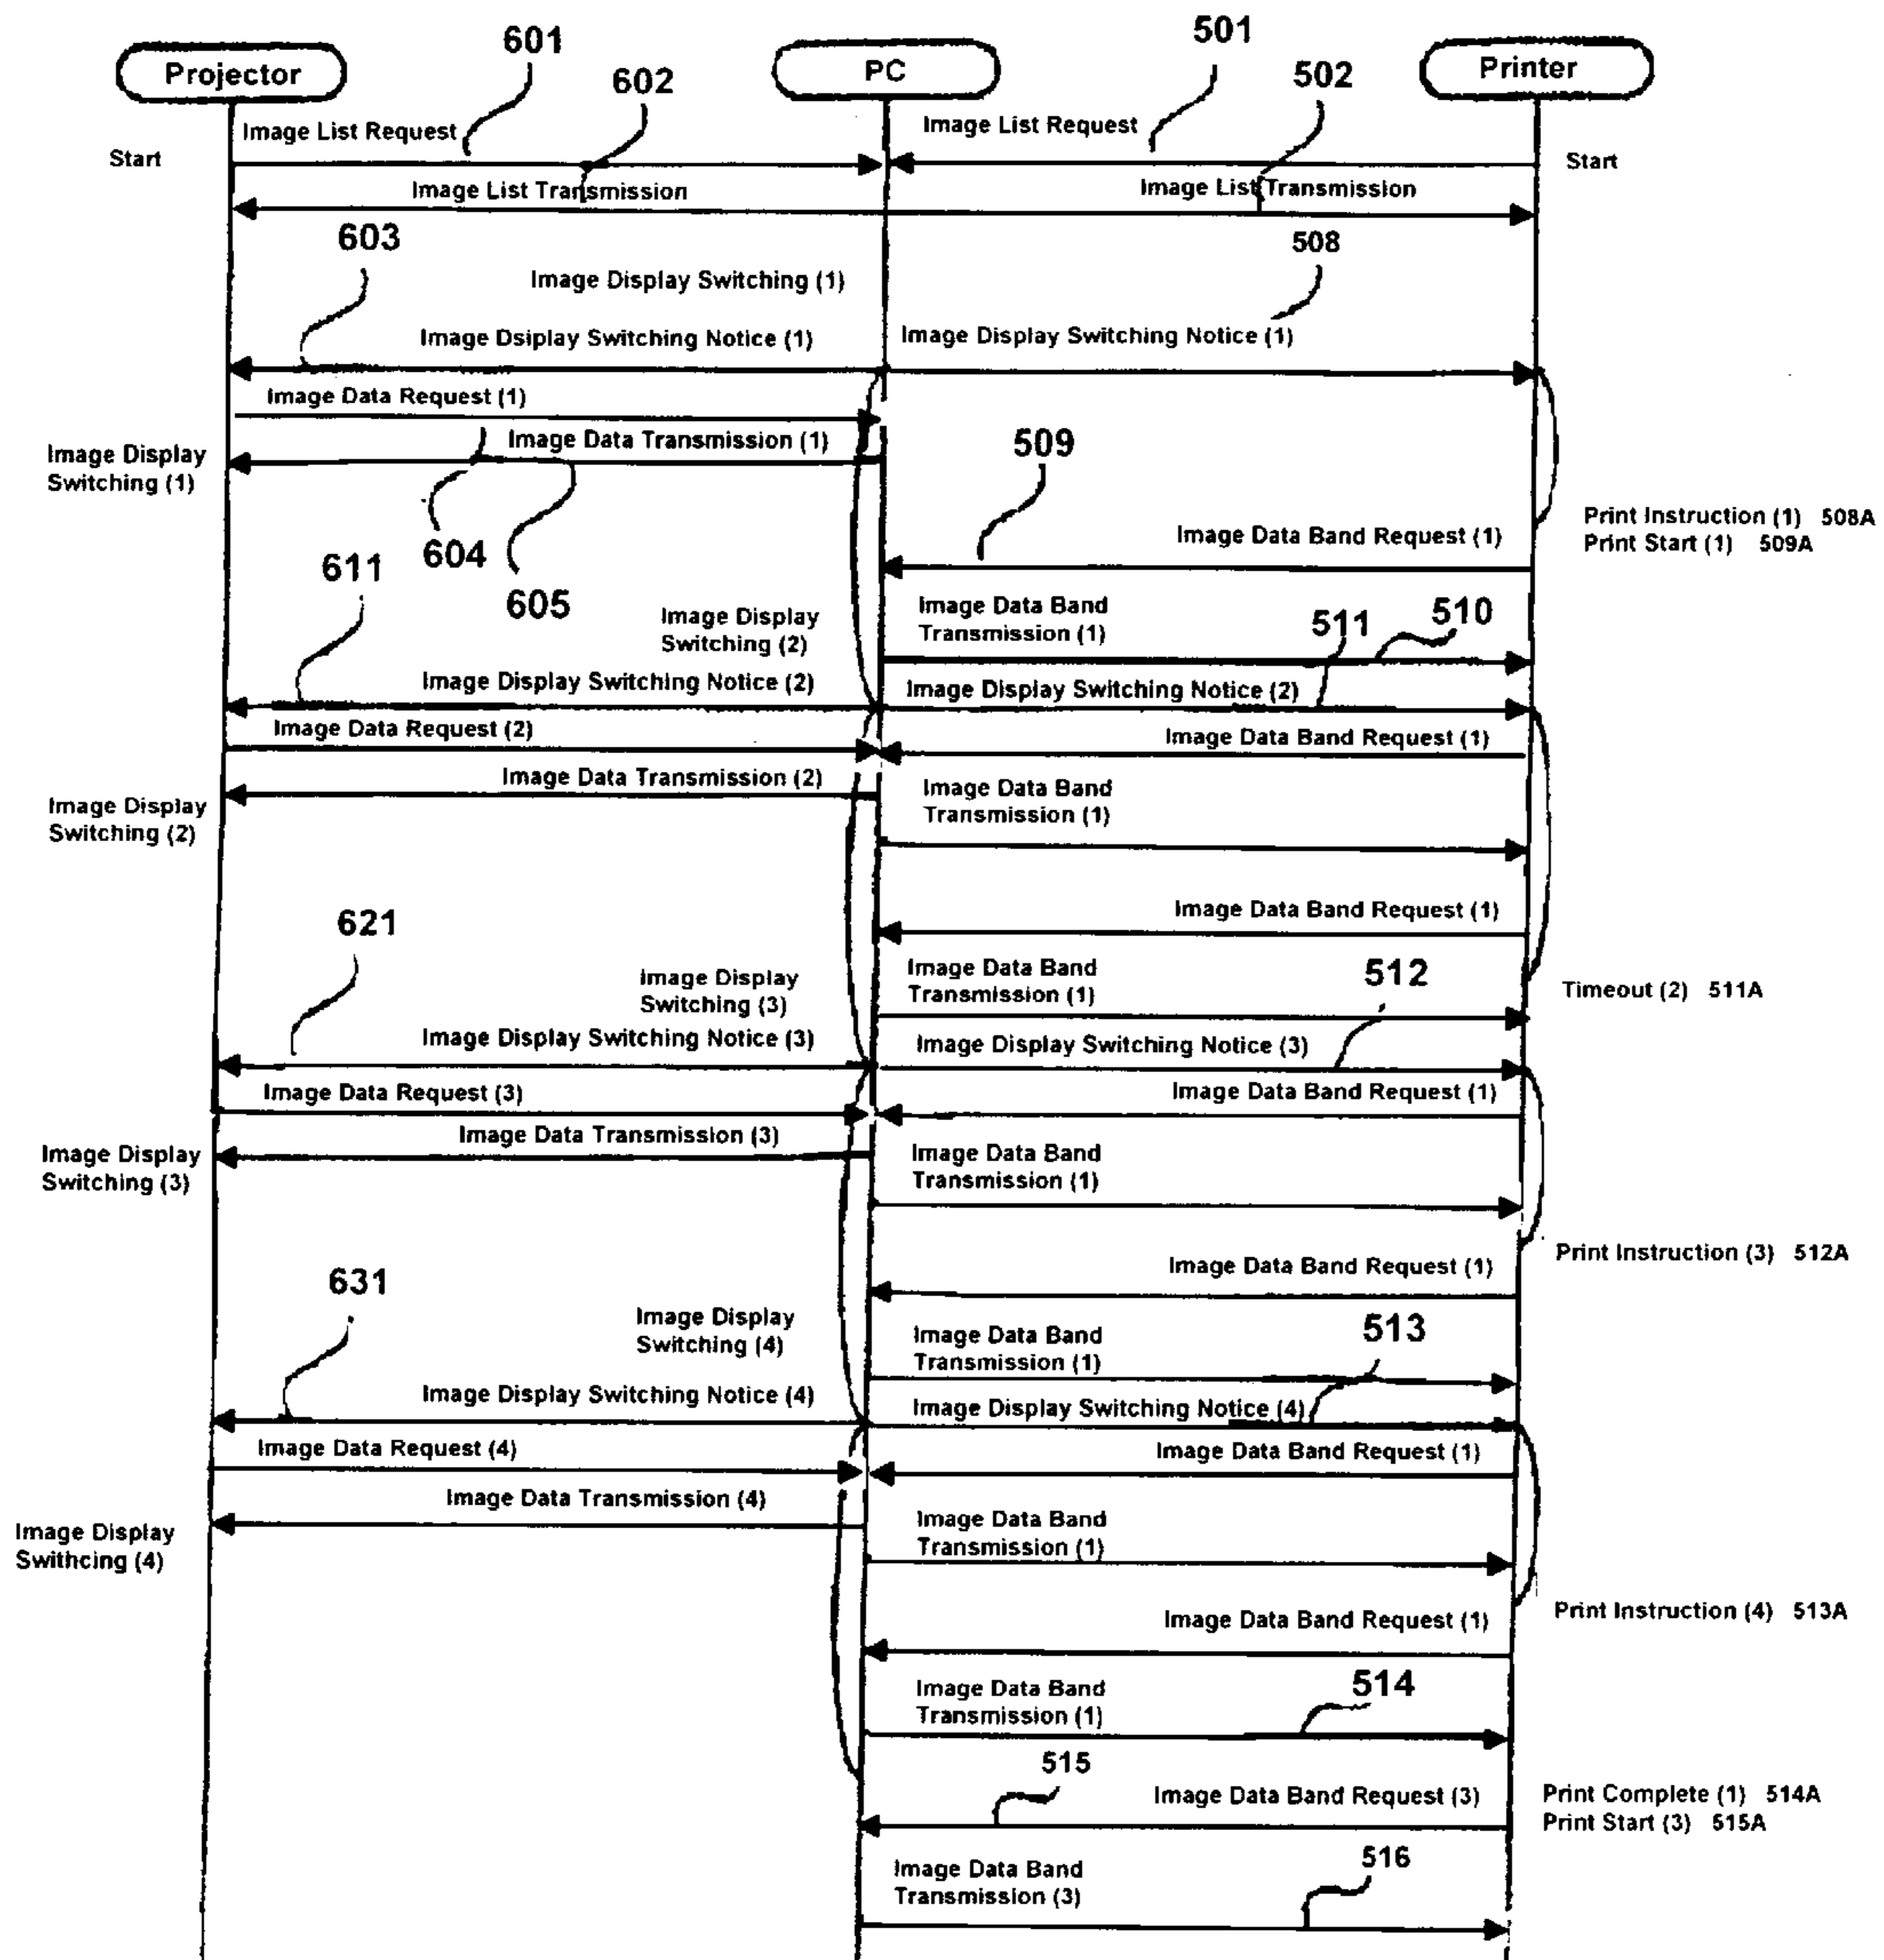 Projector
PC
Printer
601
602
501
502
Image List Request
Image List Request
Start
Start
Image List Transmission
Image List Transmission
603
508
Image Display Switching (1)
Image Dsiplay Switching Notice (1)
Image Display Switching Notice (1)
Image Data Request (1)
Image Data Transmission (1)
Image Display
Switching (1)
509
604
605
Print Instruction (1) 508A
Print Start (1) 509A
Image Data Band Request (1)
611
Image Display
Switching (2)
Image Data Band
Transmission (1)
511
510
Image Display Switching Notice (2)
Image Display Switching Notice (2)
Image Data Request (2)
Image Data Band Request (1)
Image Data Transmission (2)
Image Data Band
Transmission (1)
Image Display
Switching (2)
Image Data Band Request (1)
621
Image Display
Switching (3)
Image Data Band
Transmission (1)
512
Timeout (2) 511A
Image Display Switching Notice (3)
Image Display Switching Notice (3)
Image Data Request (3)
Image Data Band Request (1)
Image Data Transmission (3)
Image Display
Switching (3)
Image Data Band
Transmission (1)
Print Instruction (3) 512A
Image Data Band Request (1)
631
Image Display
Switching (4)
Image Data Band
Transmission (1)
513
Image Display Switching Notice (4)
Image Display Switching Notice (4)
Image Data Request (4)
Image Data Band Request (1)
Image Data Transmission (4)
Image Display
Swithcing (4)
Image Data Band
Transmission (1)
Print Instruction (4) 513A
Image Data Band Request (1)
Image Data Band
Transmission (1)
514
515
Image Data Band Request (3)
Print Complete (1) 514A
Print Start (3) 515A
Image Data Band
Transmission (3)
516